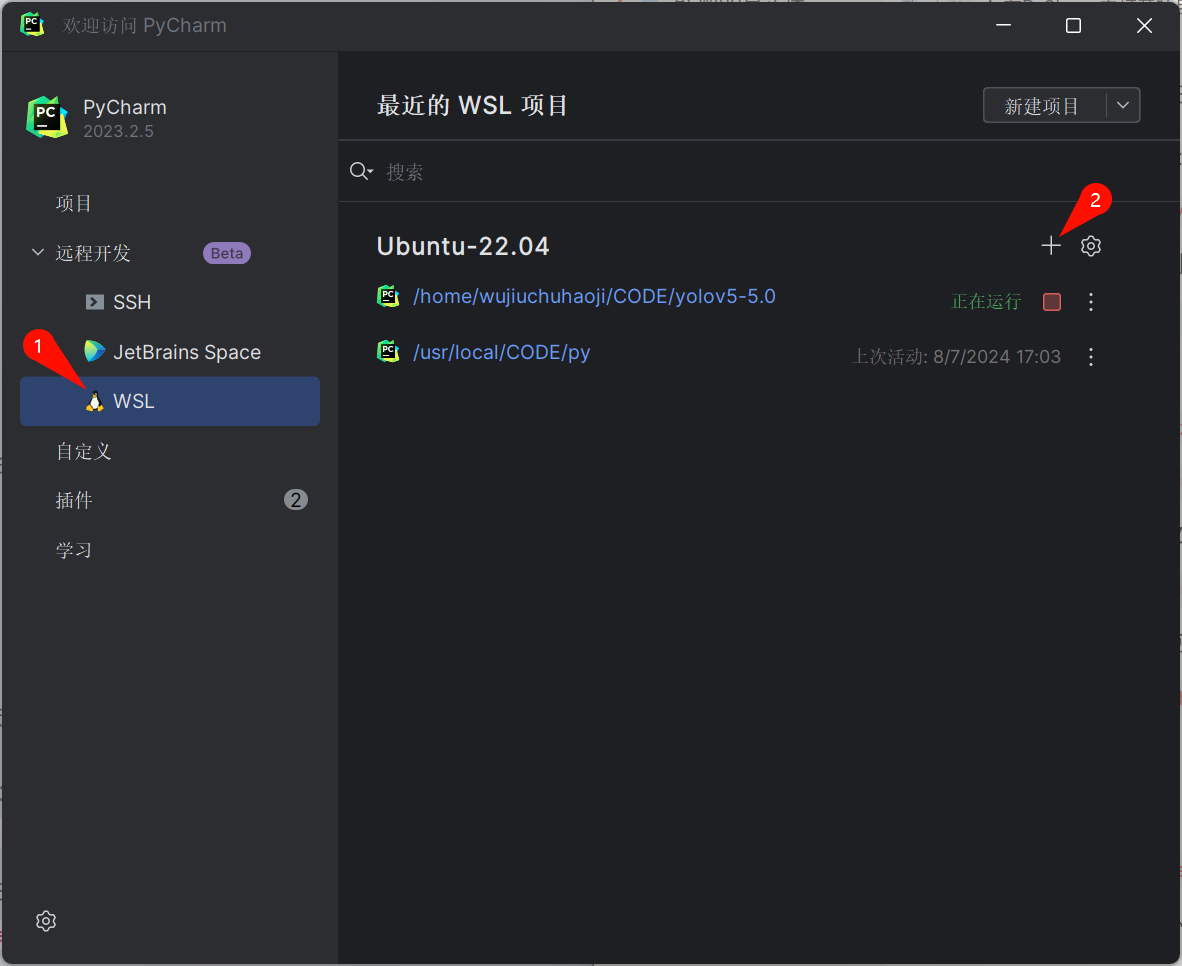 欢迎访问 PyCharm
PyCharm
2023.2.5
项目
远程开发 Beta
SSH
JetBrains Space
1
WSL
自定义
插件 2
学习
最近的 WSL 项目
新建项目
搜索
2
Ubuntu-22.04
/home/wujiuchuhaoji/CODE/yolov5-5.0 正在运行
/usr/local/CODE/py 上次活动: 8/7/2024 17:03